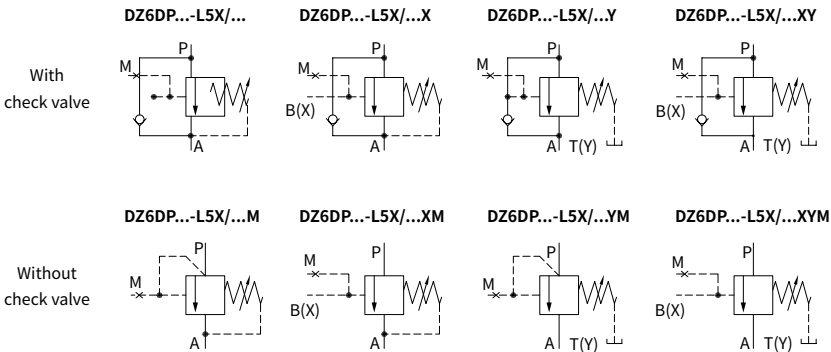 DZ6DP...-L5X/... DZ6DP...-L5X/...X DZ6DP...-L5X/...Y DZ6DP...-L5X/...XY
With
check valve
P P P P
M M M M
B(X) B(X)
A A A T(Y) A T(Y)
DZ6DP...-L5X/...M DZ6DP...-L5X/...XM DZ6DP...-L5X/...YM DZ6DP...-L5X/...XYM
Without
check valve
P P P P
M M M M
B(X) B(X)
A A A T(Y) A T(Y)